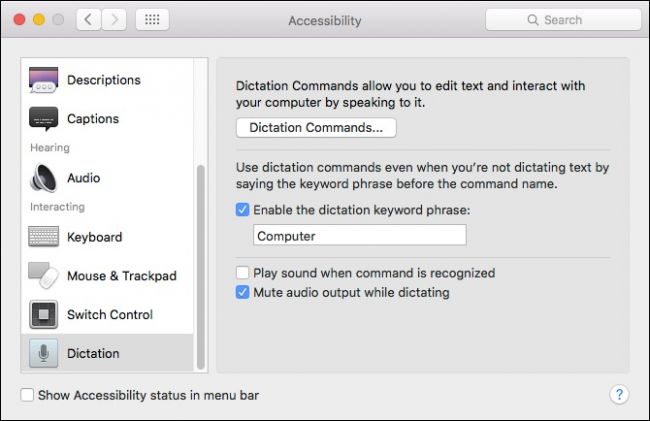 Accessibility
Search
Descriptions
Captions
Hearing
Audio
Interacting
Keyboard
Mouse & Trackpad
Switch Control
Dictation
Dictation Commands allow you to edit text and interact with
your computer by speaking to it.
Dictation Commands...
Use dictation commands even when you're not dictating text by
saying the keyword phrase before the command name.
Enable the dictation keyword phrase:
Computer
Play sound when command is recognized
Mute audio output while dictating
Show Accessibility status in menu bar
?